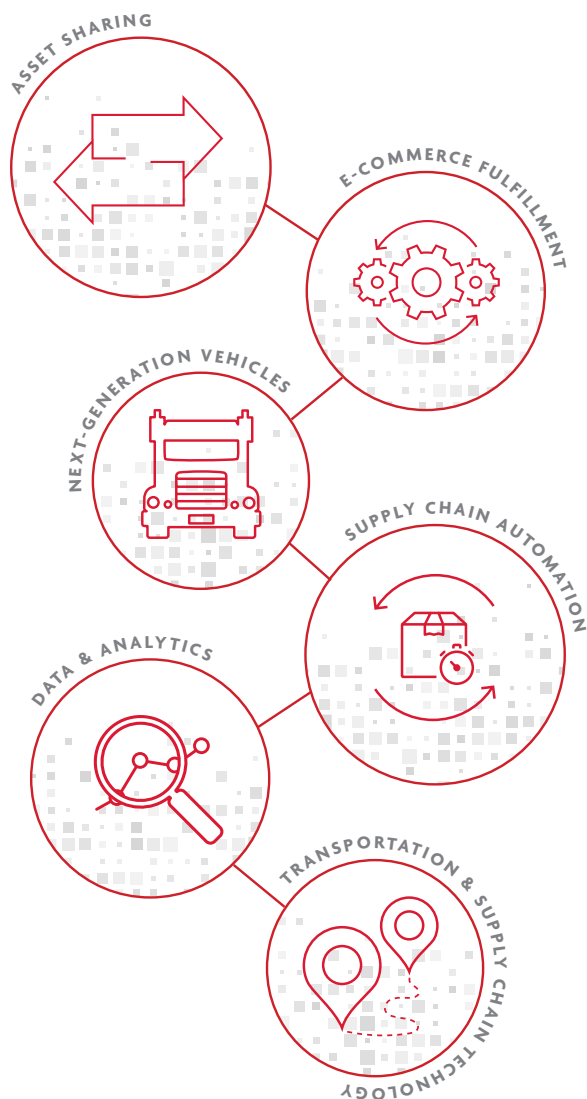 ASSET SHARING
E-COMMERCE FULFILLMENT
NEXT-GENERATION VEHICLES
SUPPLY CHAIN AUTOMATION
DATA & ANALYTICS
TRANSPORTATION & SUPPLY CHAIN TECHNOLOGY